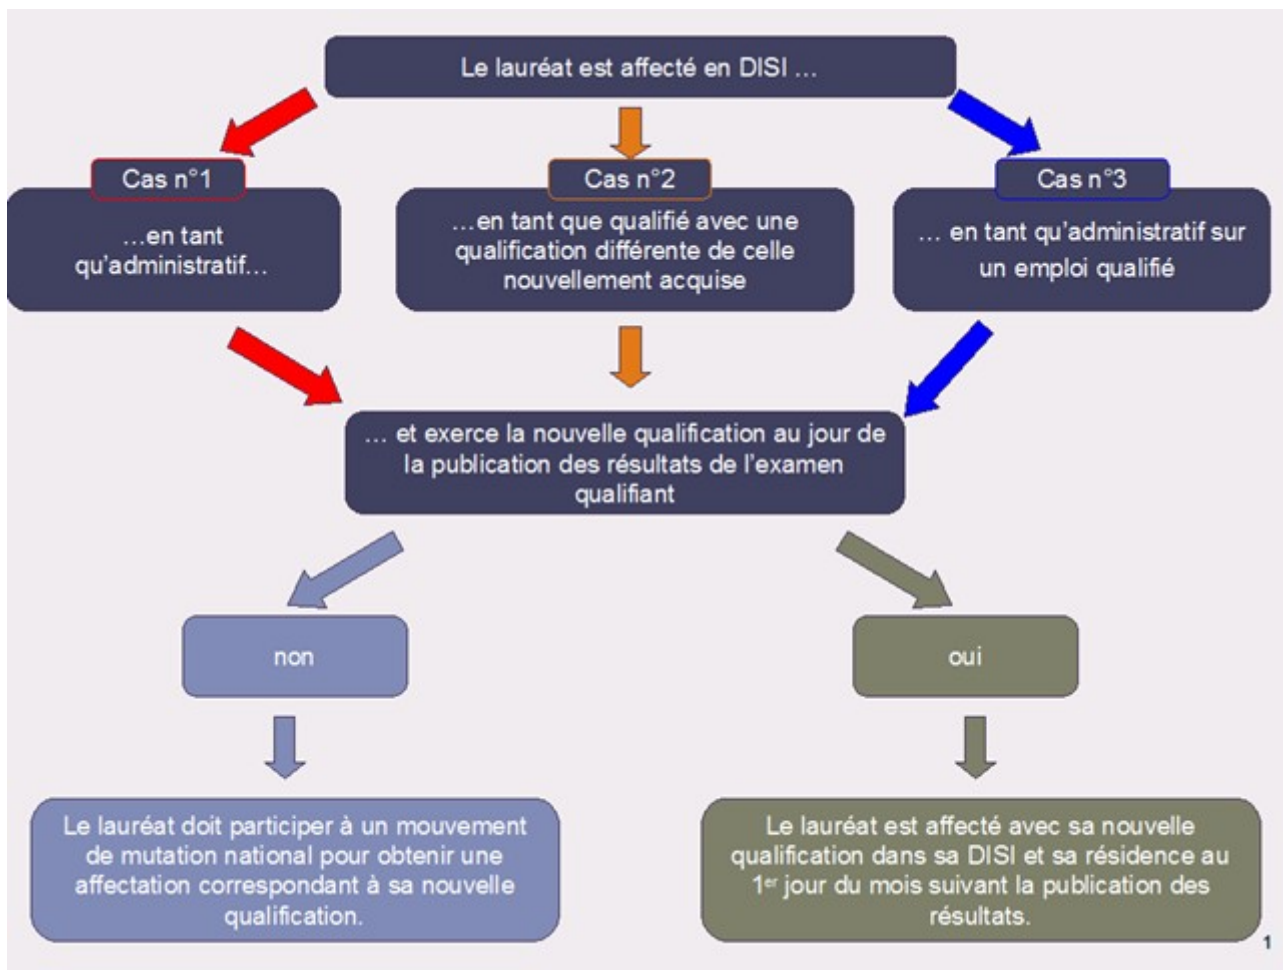 Le lauréat est affecté en DISI …
Cas n°1
…en tant
qu'administratif…
Cas n°2
…en tant que qualifié avec une
qualification différente de celle
nouvellement acquise
Cas n°3
… en tant qu'administratif sur
un emploi qualifié
… et exerce la nouvelle qualification au jour de
la publication des résultats de l'examen
qualifiant
non
oui
Le lauréat doit participer à un mouvement
de mutation national pour obtenir une
affectation correspondant à sa nouvelle
qualification.
Le lauréat est affecté avec sa nouvelle
qualification dans sa DISI et sa résidence au
1er jour du mois suivant la publication des
résultats.
1